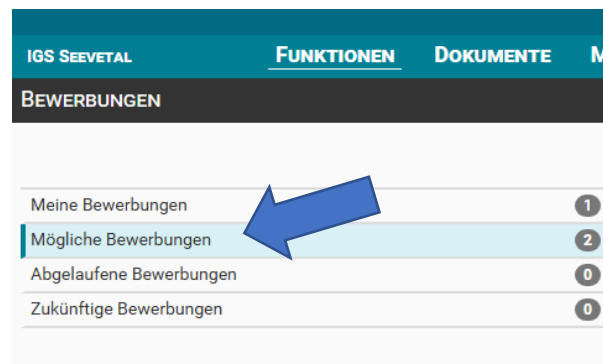 IGS SEEVETAL FUNKTIONEN DOKUMENTE M
BEWERBUNGEN
Meine Bewerbungen 1
Mögliche Bewerbungen 2
Abgelaufene Bewerbungen 0
Zukünftige Bewerbungen 0